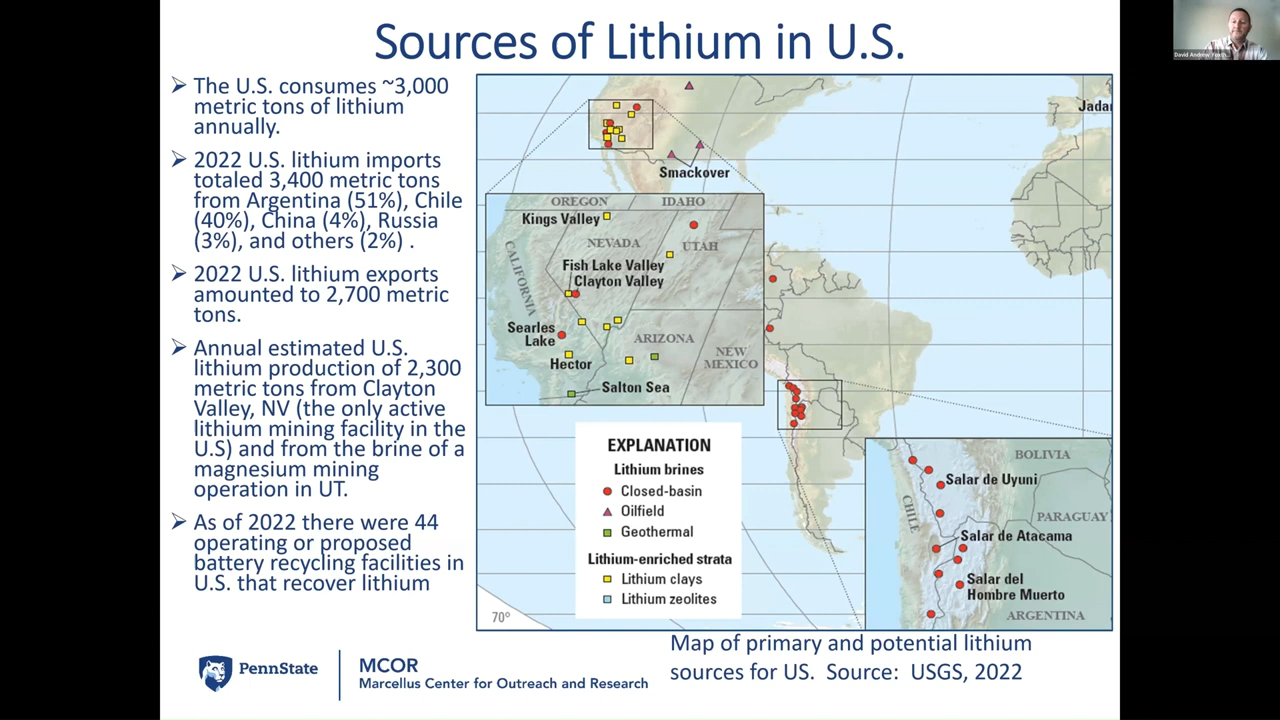 Sources of Lithium in U.S.
The U.S. consumes ~3,000
metric tons of lithium
annually.
2022 U.S. lithium imports
totaled 3,400 metric tons
from Argentina (51%), Chile
(40%), China (4%), Russia
(3%), and others (2%) .
2022 U.S. lithium exports
amounted to 2,700 metric
tons.
Annual estimated U.S.
lithium production of 2,300
metric tons from Clayton
Valley, NV (the only active
lithium mining facility in the
U.S) and from the brine of a
magnesium mining
operation in UT.
As of 2022 there were 44
operating or proposed
battery recycling facilities in
U.S. that recover lithium
Smackover
Jadar
OREGON
IDAHO
Kings Valley
NEVADA
UTAH
CALIFORNIA
Fish Lake Valley
Clayton Valley
Searles
Lake
ARIZONA
NEW
MEXICO
Hector
Salton Sea
EXPLANATION
Lithium brines
Closed-basin
Oilfield
Geothermal
Lithium-enriched strata
Lithium clays
Lithium zeolites
70°
BOLIVIA
Salar de Uyuni
CHILE
PARAGUAY
Salar de Atacama
Salar del
Hombre Muerto
ARGENTINA
Map of primary and potential lithium
sources for US. Source: USGS, 2022
PennState
MCOR
Marcellus Center for Outreach and Research
David Andrew